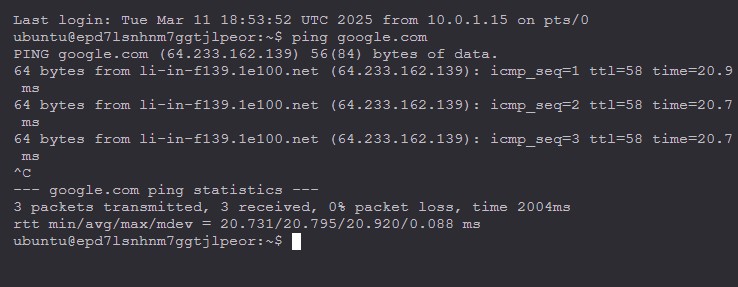 Last login: Tue Mar 11 18:53:52 UTC 2025 from 10.0.1.15 on pts/0
ubuntu@epd7lsnhnm7ggtjlpeor:~$ ping google.com
PING google.com (64.233.162.139) 56(84) bytes of data.
64 bytes from li-in-f139.1e100.net (64.233.162.139): icmp_seq=1 ttl=58 time=20.9
 ms
64 bytes from li-in-f139.1e100.net (64.233.162.139): icmp_seq=2 ttl=58 time=20.7
 ms
64 bytes from li-in-f139.1e100.net (64.233.162.139): icmp_seq=3 ttl=58 time=20.7
 ms
^C
--- google.com ping statistics ---
3 packets transmitted, 3 received, 0% packet loss, time 2004ms
rtt min/avg/max/mdev = 20.731/20.795/20.920/0.088 ms
ubuntu@epd7lsnhnm7ggtjlpeor:~$